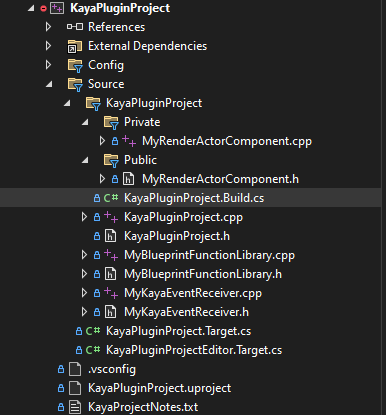 KayaPluginProject
References
External Dependencies
Config
Source
KayaPluginProject
Private
MyRenderActorComponent.cpp
Public
MyRenderActorComponent.h
C# KayaPluginProject.Build.cs
KayaPluginProject.cpp
h KayaPluginProject.h
MyBlueprintFunctionLibrary.cpp
h MyBlueprintFunctionLibrary.h
MyKayaEventReceiver.cpp
h MyKayaEventReceiver.h
C# KayaPluginProject.Target.cs
C# KayaPluginProjectEditor.Target.cs
.vsconfig
KayaPluginProject.uproject
KayaProjectNotes.txt